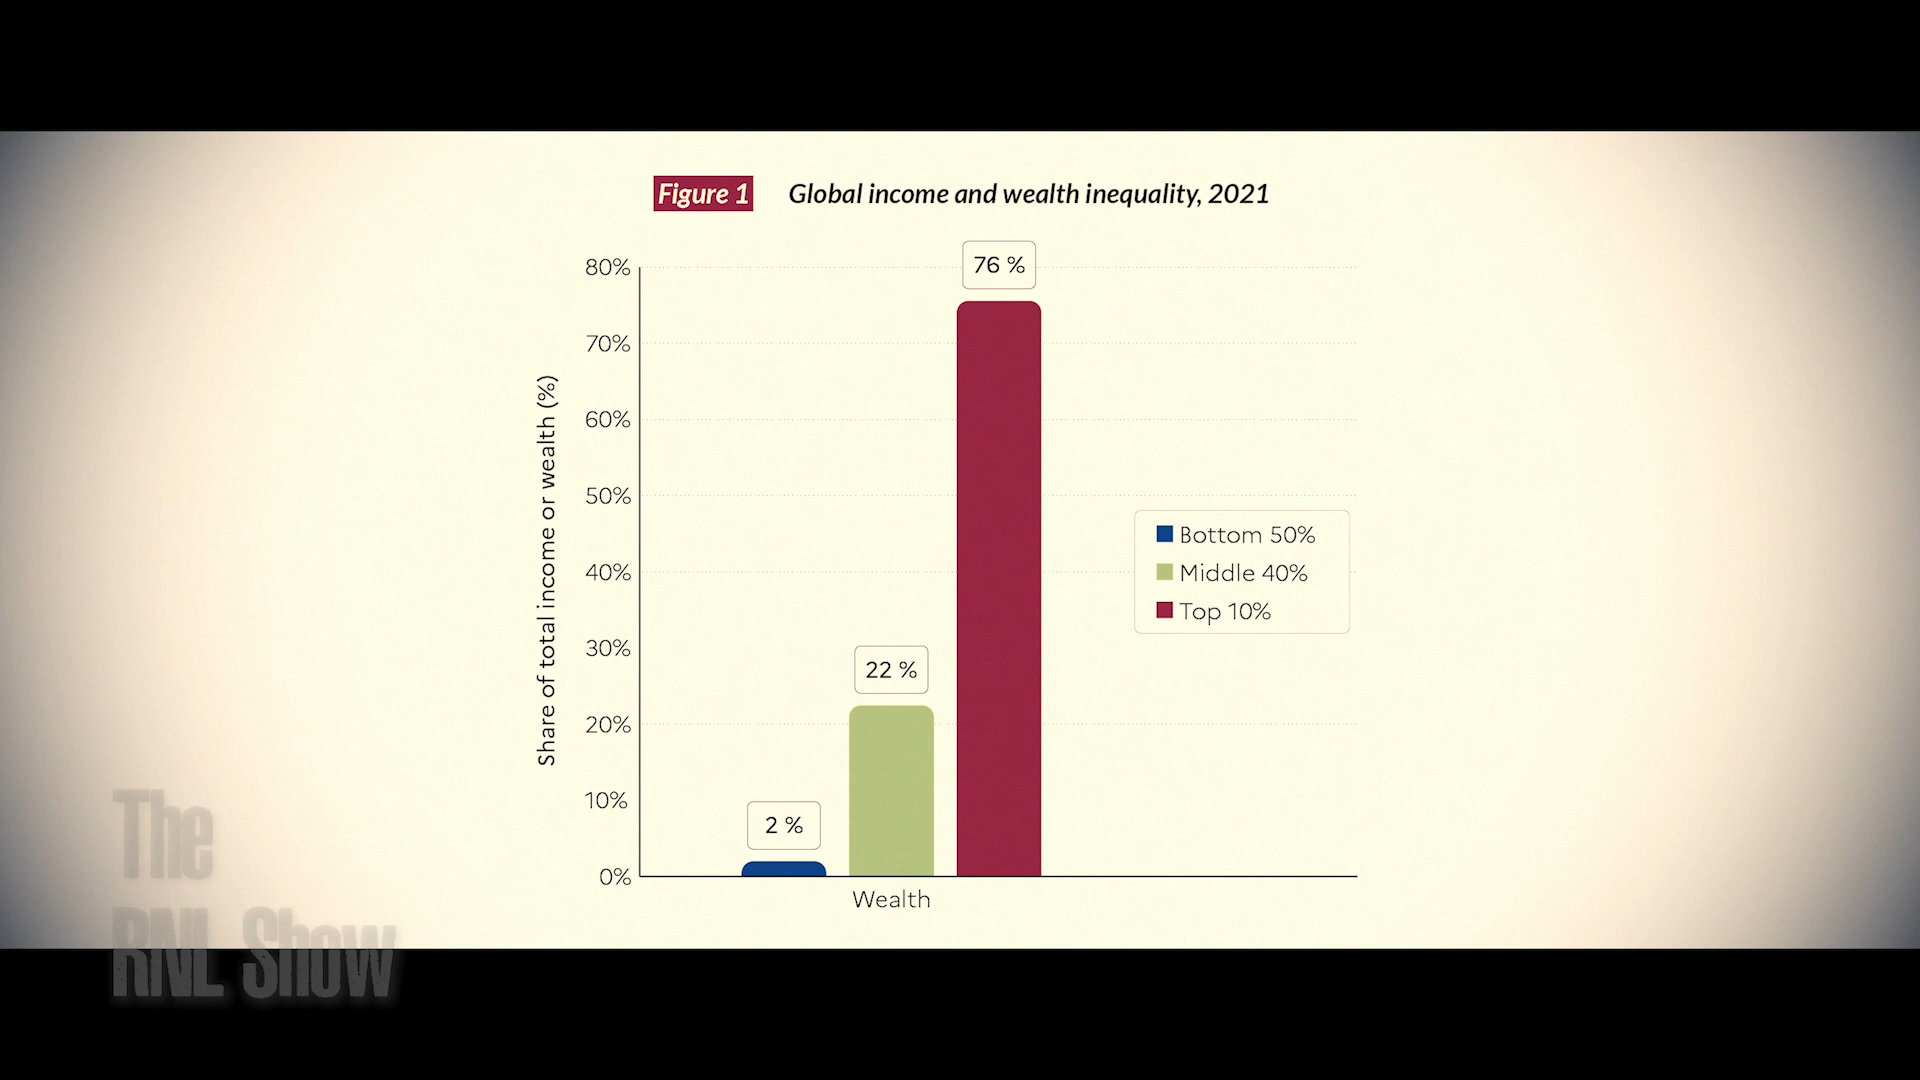 Figure 1 Global income and wealth inequality, 2021
Share of total income or wealth (%)
80%
70%
60%
50%
40%
30%
20%
10%
0%
2 %
22 %
76 %
Wealth
Bottom 50%
Middle 40%
Top 10%
The
RNL Show